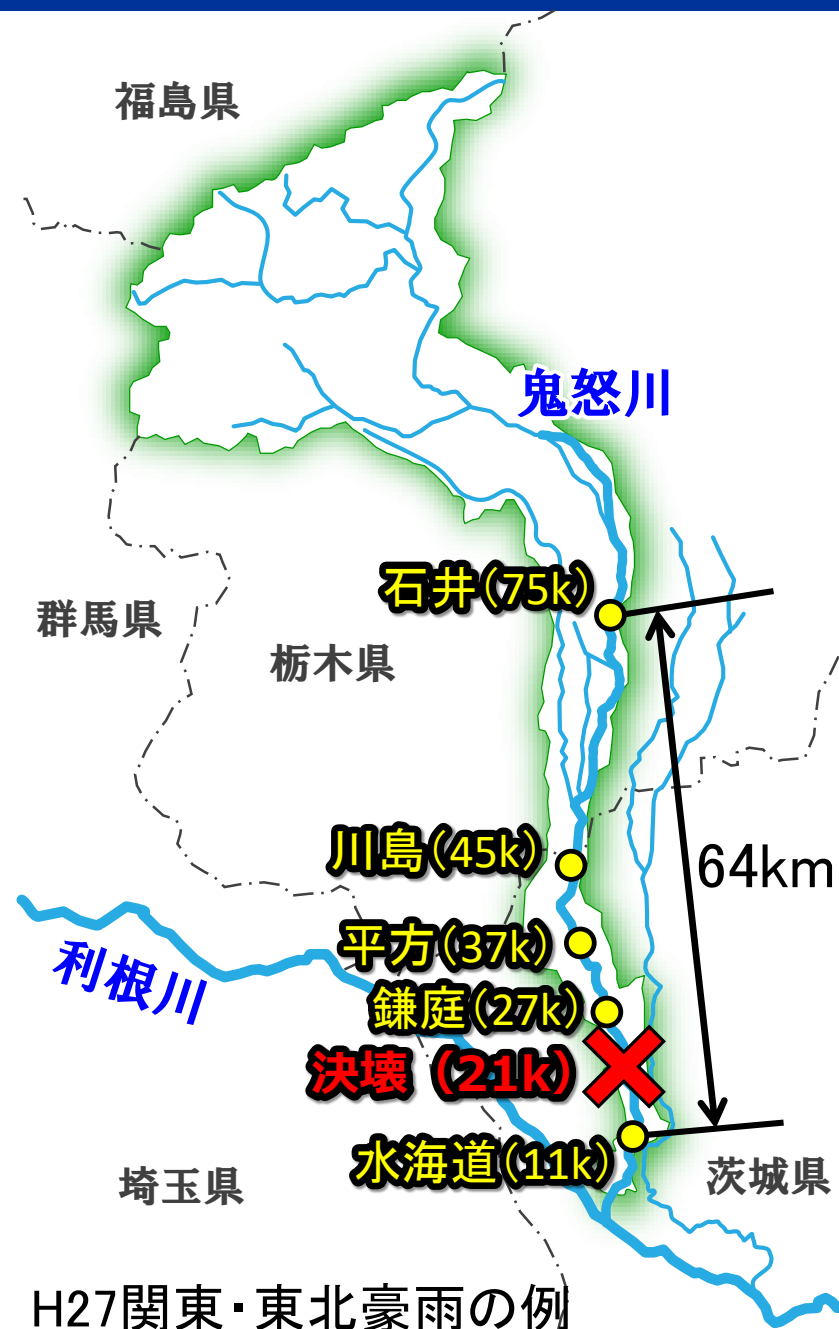 福島県
鬼怒川
石井(75k)
群馬県
栃木県
川島(45k)
64km
平方(37k)
利根川
鎌庭(27k)
決壊 (21k)
水海道(11k)
埼玉県
茨城県
H27関東・東北豪雨の例